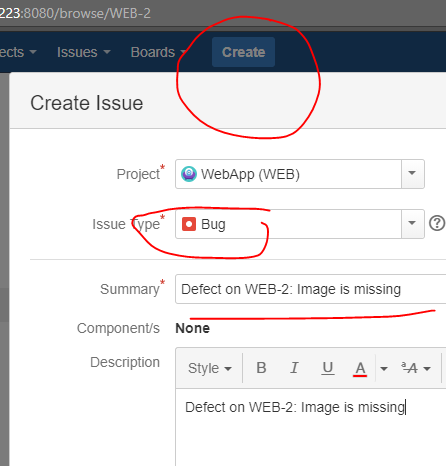 223:8080/browse/WEB-2
ects Issues Boards Create
Create Issue
Project* WebApp (WEB)
Issue Type* Bug
Summary* Defect on WEB-2: Image is missing
Component/s None
Description
Style B I U A ªA
Defect on WEB-2: Image is missing